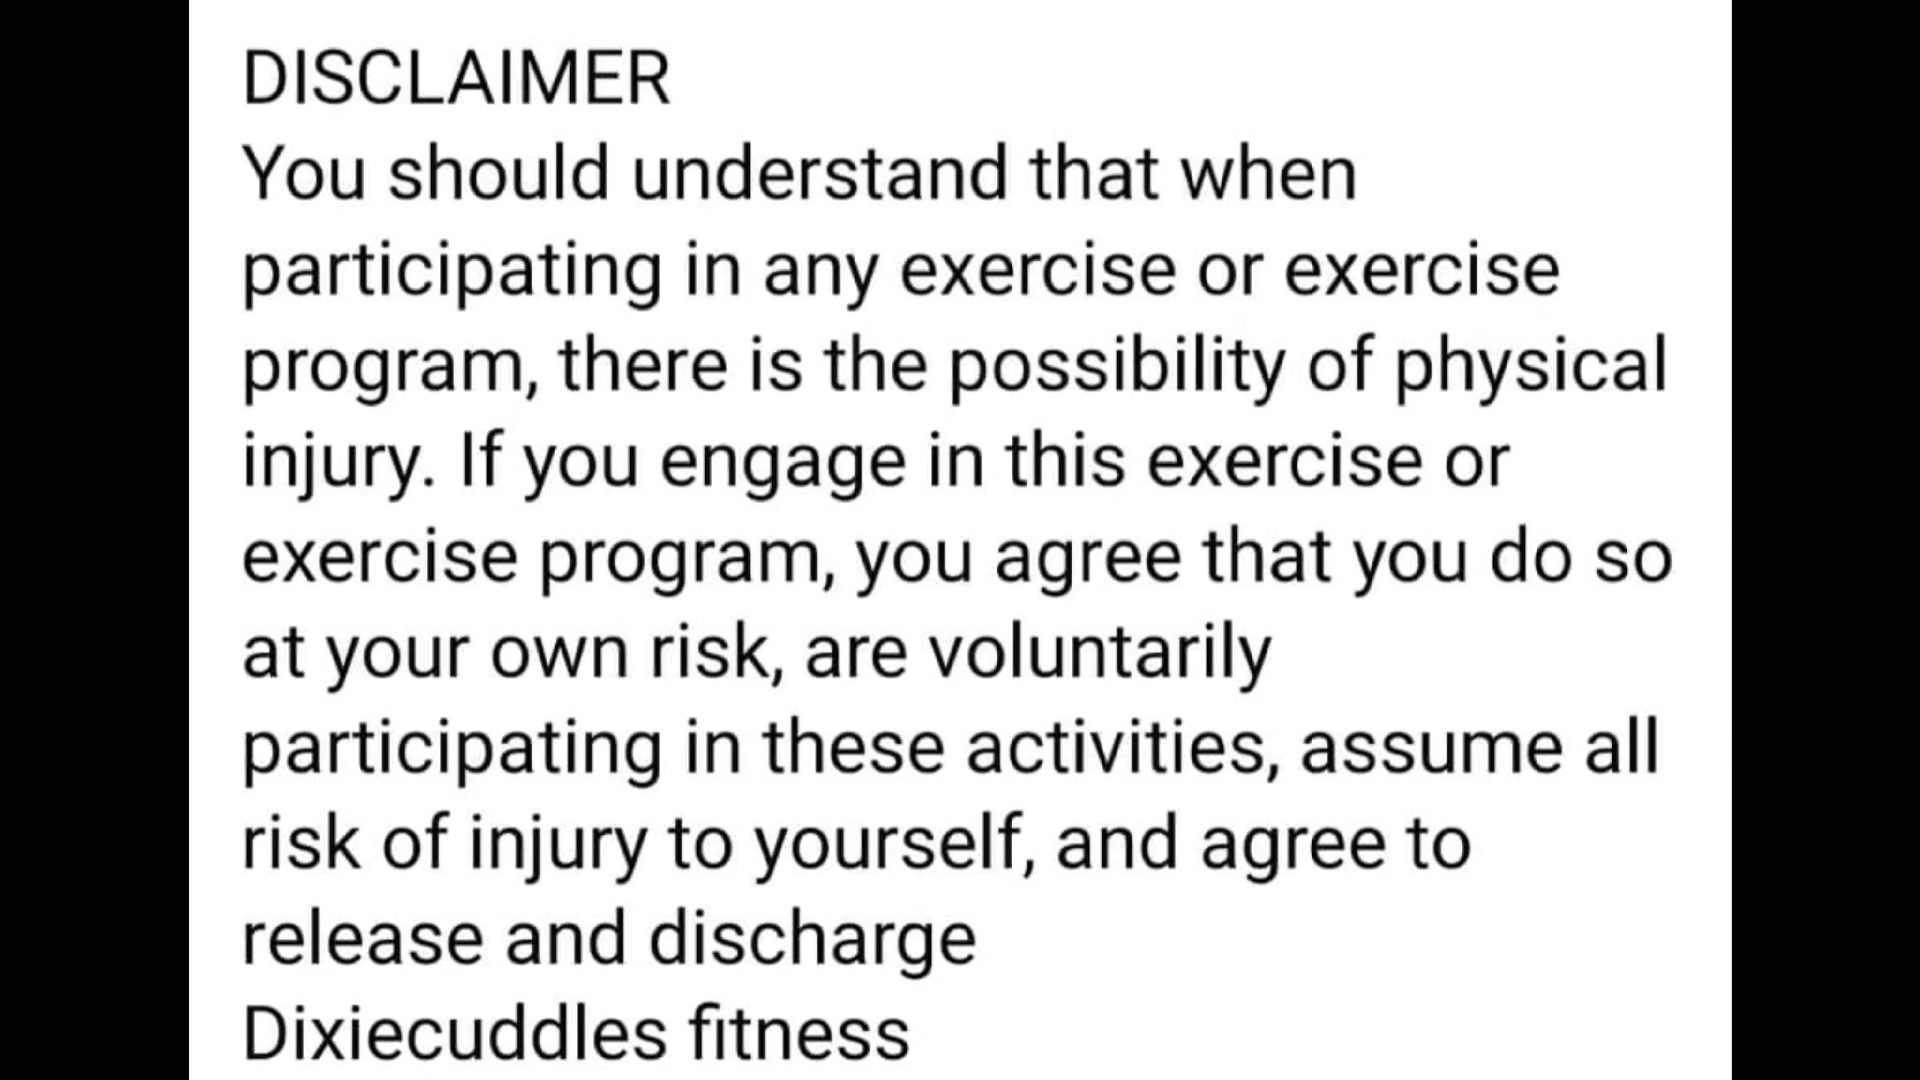 DISCLAIMER
You should understand that when
participating in any exercise or exercise
program, there is the possibility of physical
injury. If you engage in this exercise or
exercise program, you agree that you do so
at your own risk, are voluntarily
participating in these activities, assume all
risk of injury to yourself, and agree to
release and discharge
Dixiecuddles fitness